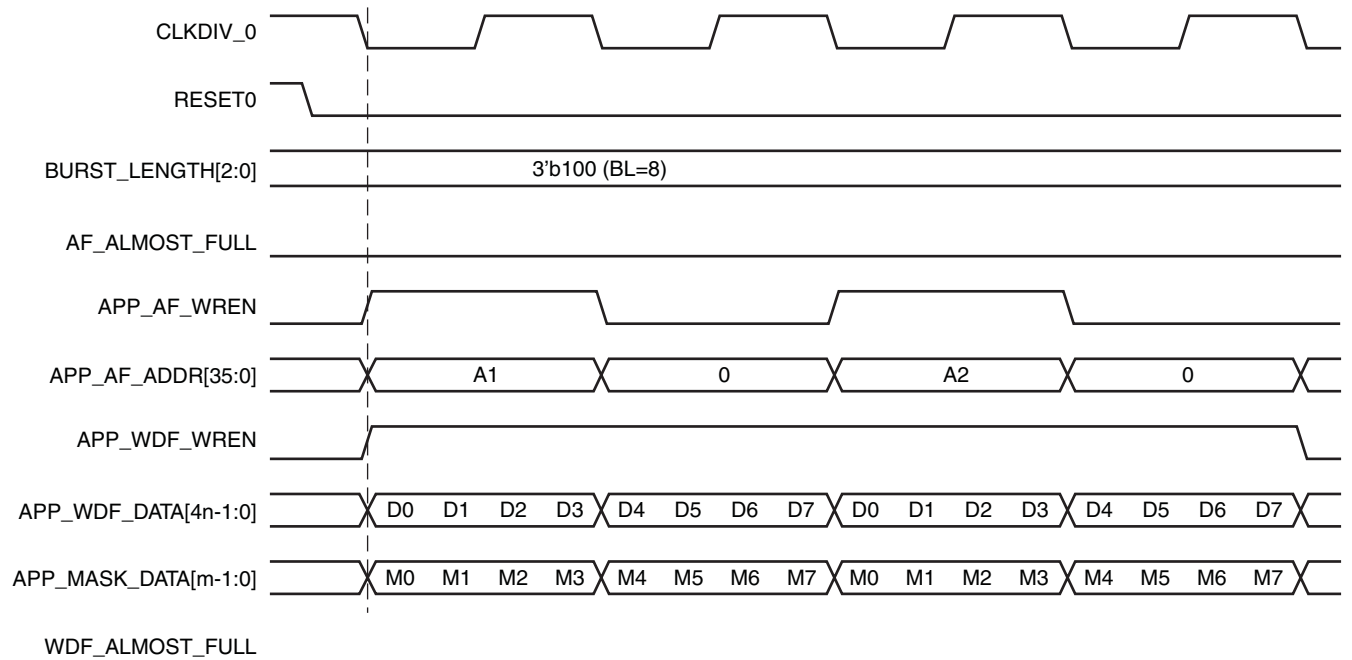 CLKDIV_0
RESET0
BURST_LENGTH[2:0] 3'b100 (BL=8)
AF_ALMOST_FULL
APP_AF_WREN
APP_AF_ADDR[35:0] A1 0 A2 0
APP_WDF_WREN
APP_WDF_DATA[4n-1:0] D0 D1 D2 D3 D4 D5 D6 D7 D0 D1 D2 D3 D4 D5 D6 D7
APP_MASK_DATA[m-1:0] M0 M1 M2 M3 M4 M5 M6 M7 M0 M1 M2 M3 M4 M5 M6 M7
WDF_ALMOST_FULL